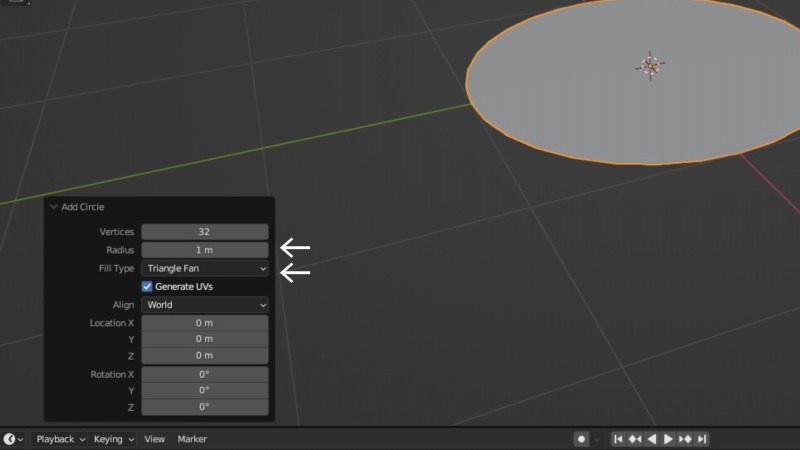 Add Circle
Vertices 32
Radius 1 m
Fill Type Triangle Fan
Generate UVs
Align World
Location X 0 m
Y 0 m
Z 0 m
Rotation X 0°
Y 0°
Z 0°
Playback Keying View Marker